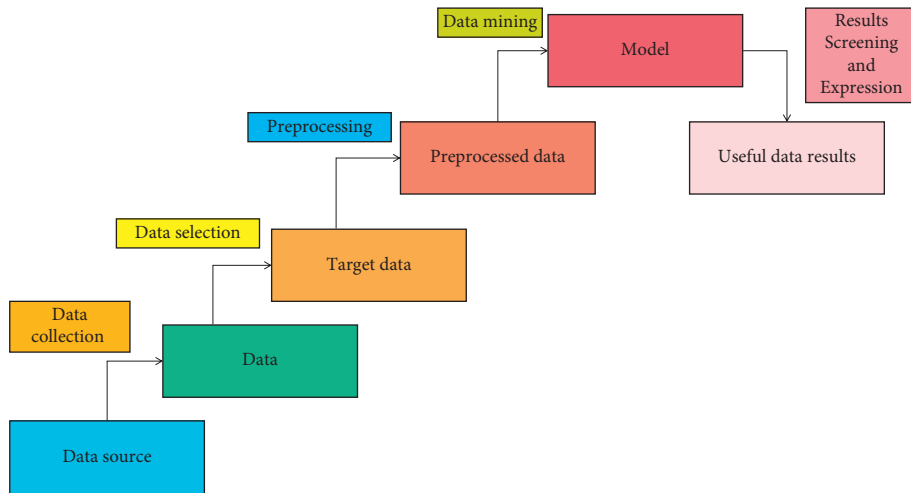 Data mining
Model
Results
Screening
and
Expression
Preprocessing
Preprocessed data
Useful data results
Data selection
Target data
Data
collection
Data
Data source